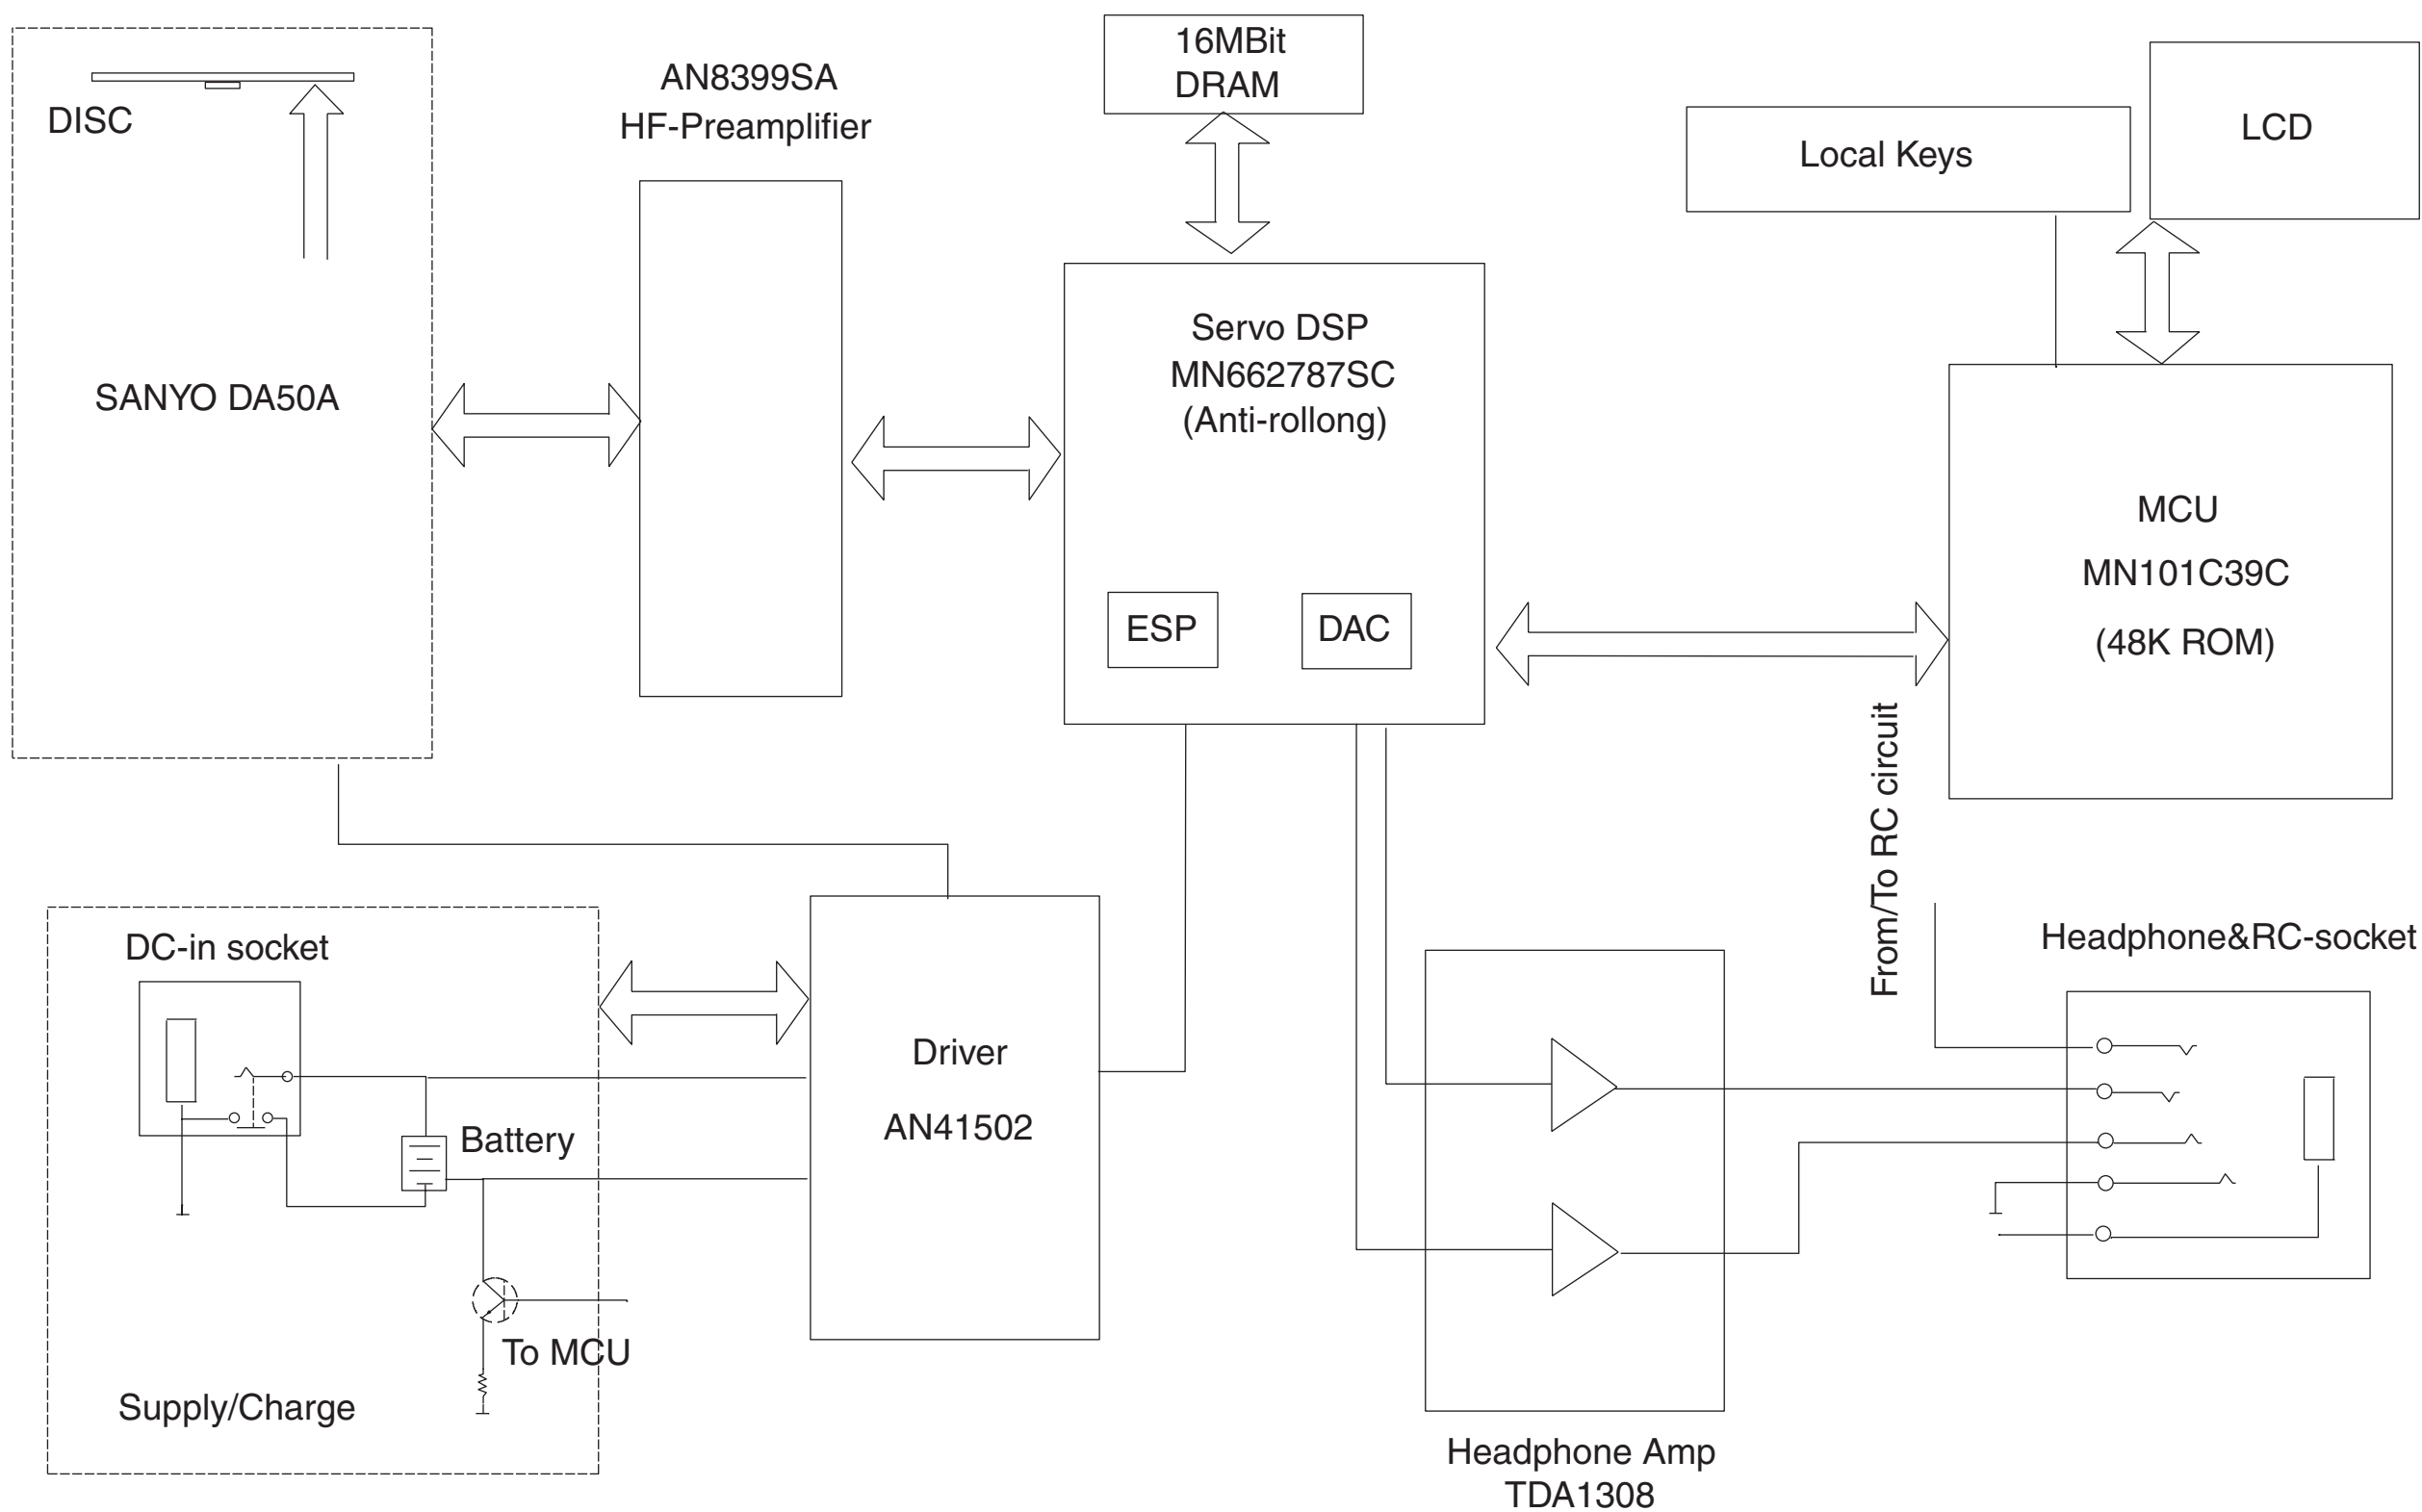 16MBit
DRAM
AN8399SA
HF-Preamplifier
DISC
LCD
Local Keys
Servo DSP
MN662787SC
(Anti-rollong)
SANYO DA50A
MCU
MN101C39C
(48K ROM)
ESP
DAC
From/To RC circuit
DC-in socket
Headphone&RC-socket
Driver
AN41502
Battery
To MCU
Supply/Charge
Headphone Amp
TDA1308